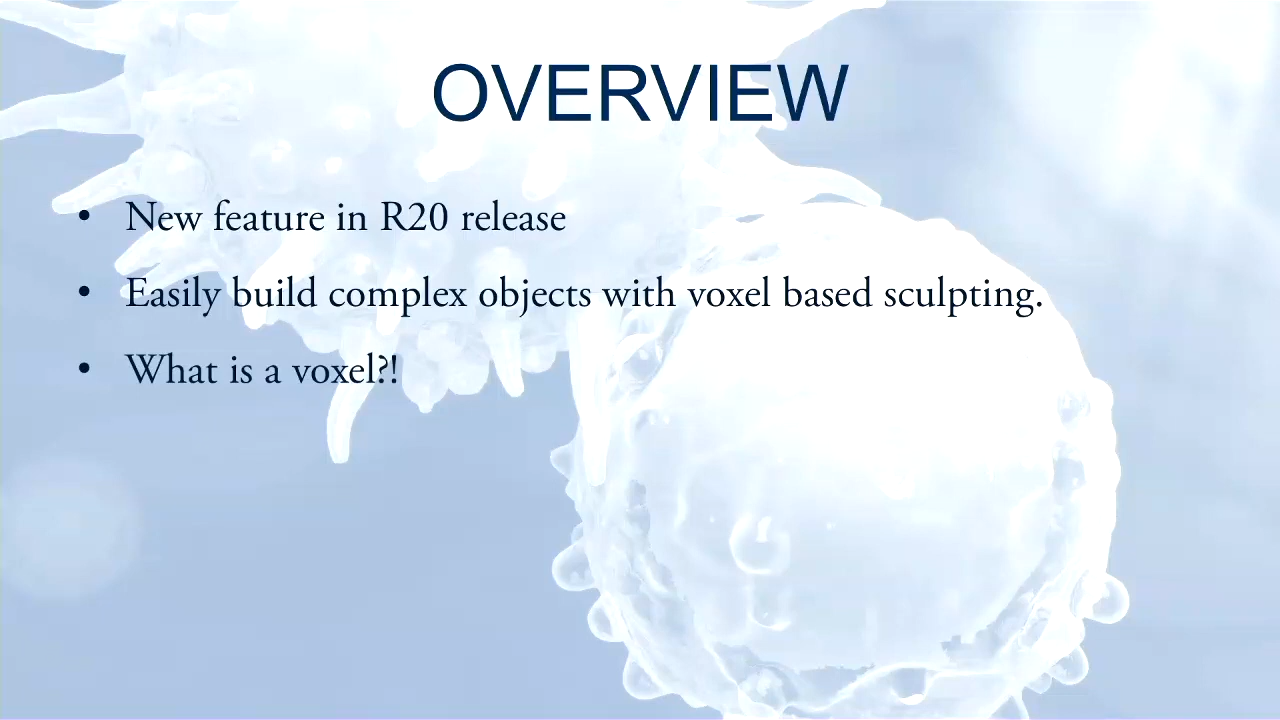 OVERVIEW
• New feature in R20 release
• Easily build complex objects with voxel based sculpting.
• What is a voxel?!